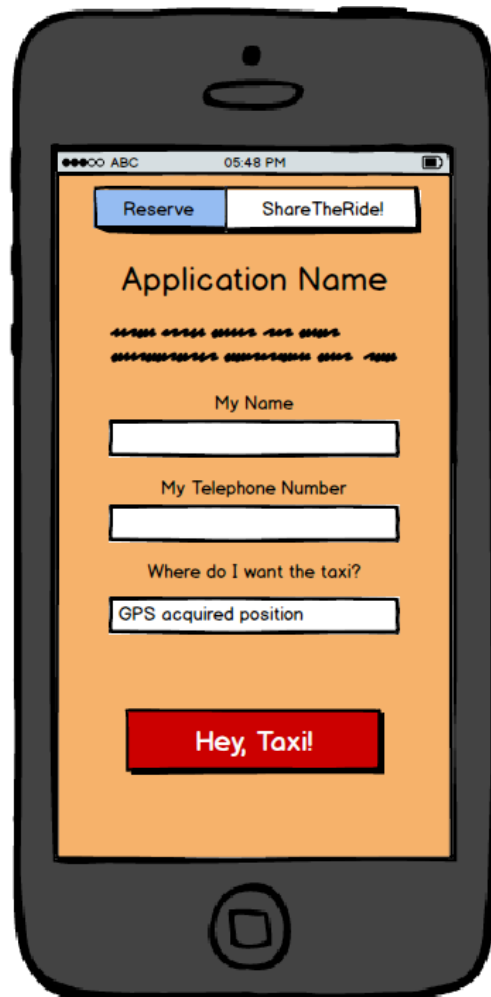 ABC 05:48 PM
Reserve ShareTheRide!
Application Name
My Name
My Telephone Number
Where do I want the taxi?
GPS acquired position
Hey, Taxi!